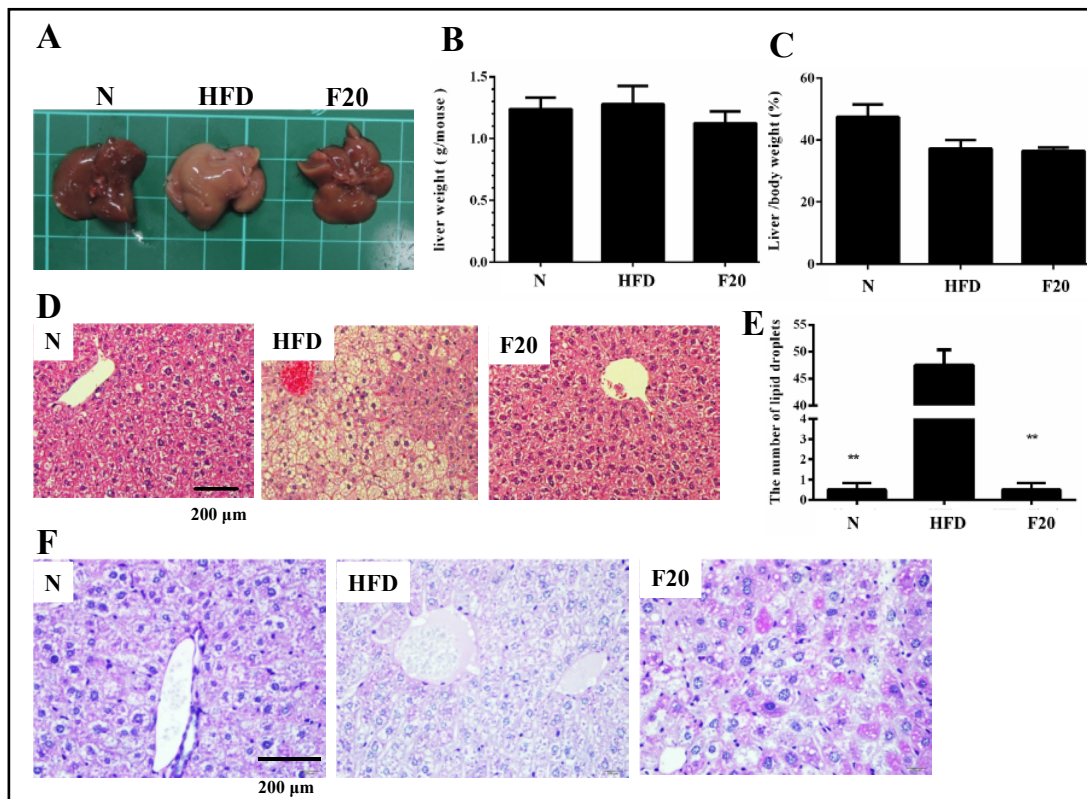 A
N HFD F20
B
liver weight ( g/mouse )
1.5
1.0
0.5
0.0
N HFD F20
C
Liver /body weight (%)
60
40
20
0
N HFD F20
D
N
HFD
F20
200 μm
E
The number of lipid droplets
55
50
45
40
4
3
2
1
0
**
**
N HFD F20
F
N
HFD
F20
200 μm